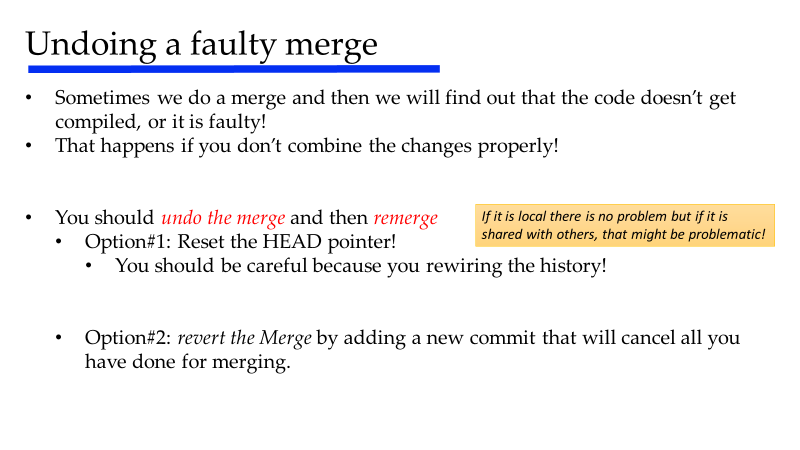 Undoing a faulty merge
• Sometimes we do a merge and then we will find out that the code doesn't get
compiled, or it is faulty!
• That happens if you don't combine the changes properly!
• You should undo the merge and then remerge
If it is local there is no problem but if it is
shared with others, that might be problematic!
• Option#1: Reset the HEAD pointer!
• You should be careful because you rewiring the history!
• Option#2: revert the Merge by adding a new commit that will cancel all you
have done for merging.